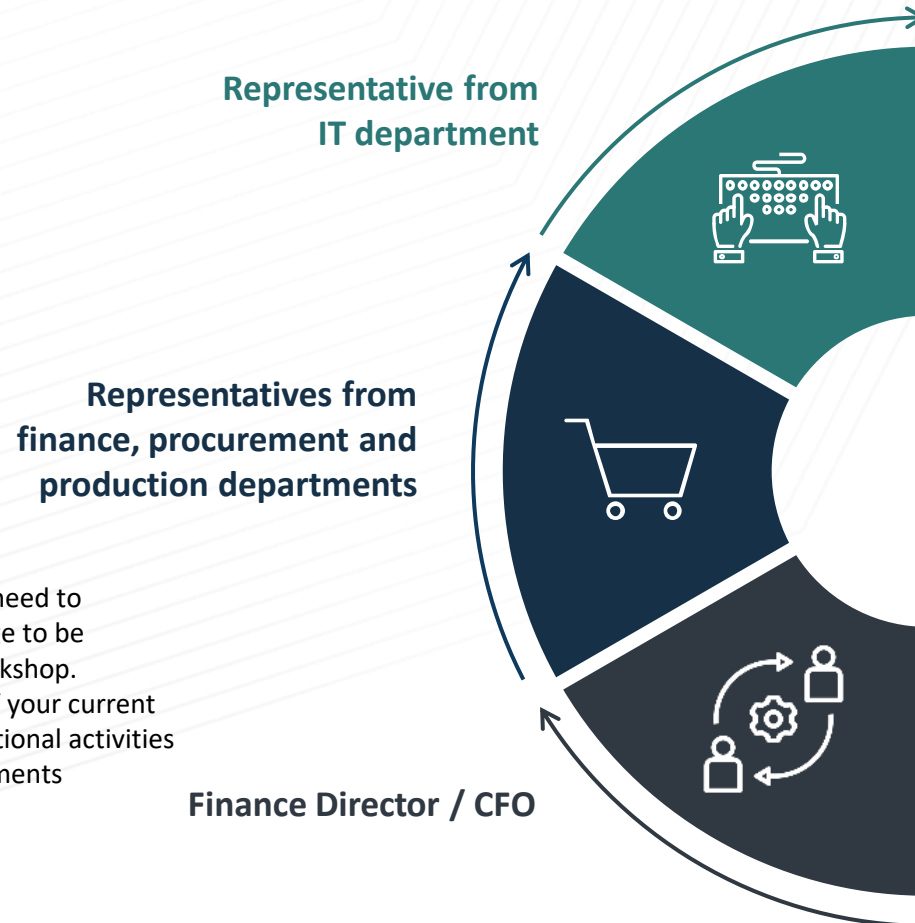 Representative from
IT department
Representatives from
finance, procurement and
production departments
need to
e to be
kshop.
your current
tional activities
ments
Finance Director / CFO